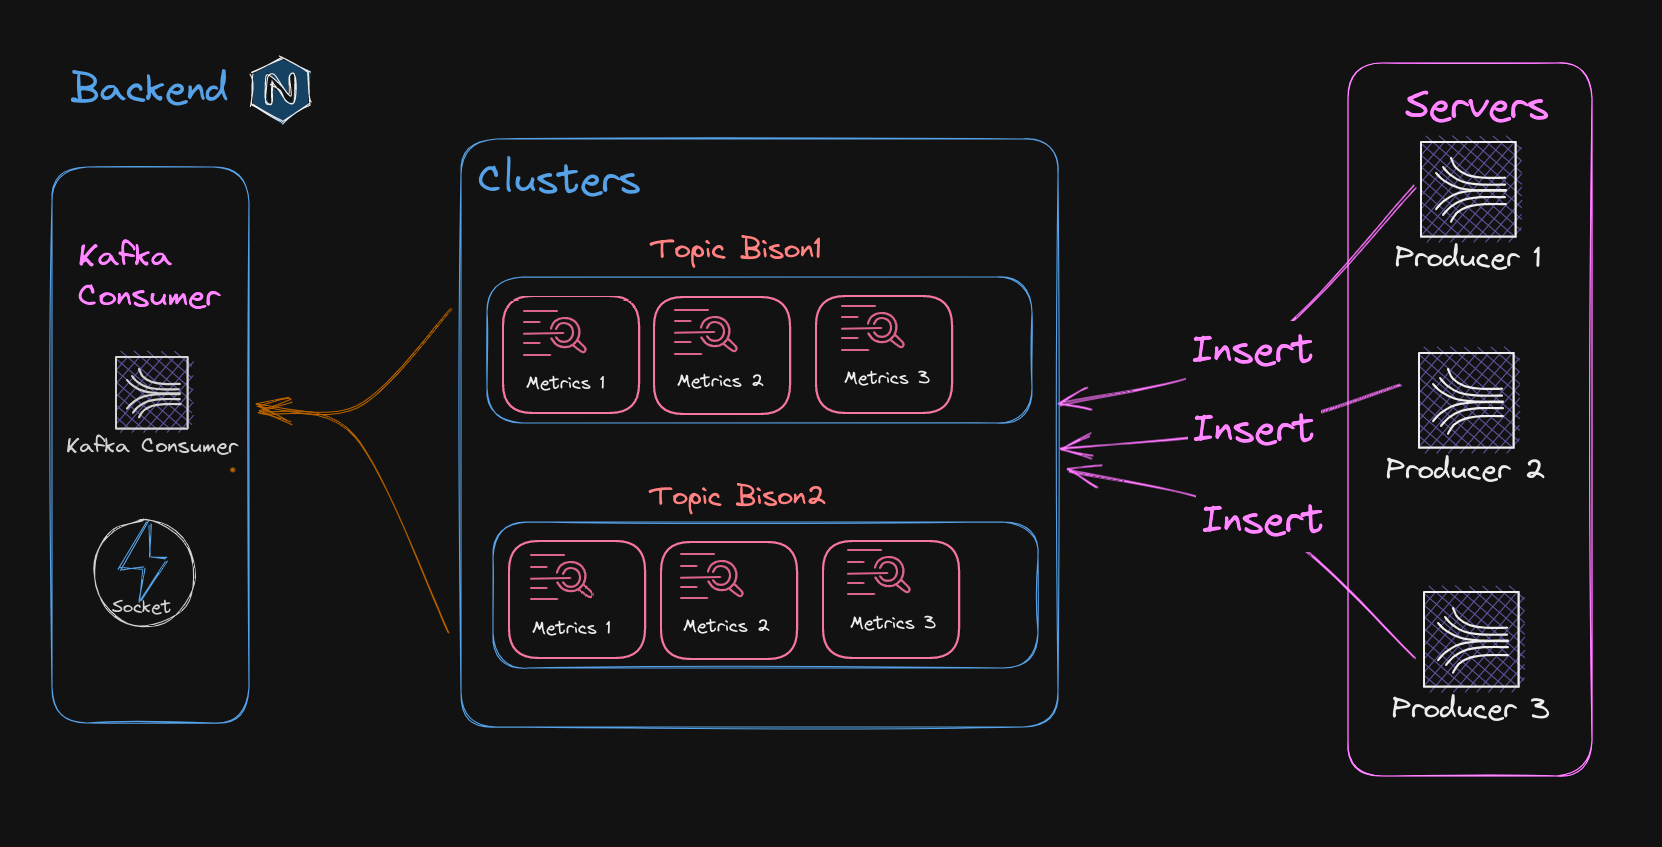 Backend N
Kafka
Consumer
Kafka Consumer
Socket
Clusters
Topic Bison1
Metrics 1
Metrics 2
Metrics 3
Topic Bison2
Metrics 1
Metrics 2
Metrics 3
Insert
Insert
Insert
Servers
Producer 1
Producer 2
Producer 3